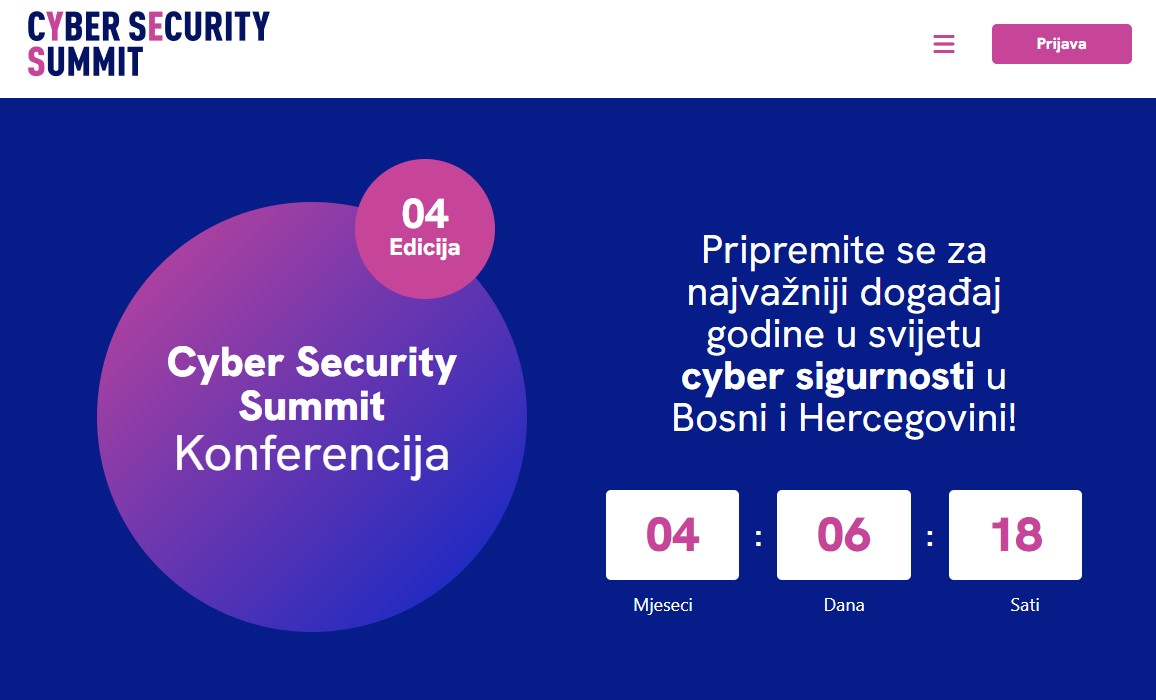 CYBER SECURITY
SUMMIT
Prijava
04
Edicija
Cyber Security
Summit
Konferencija
Pripremite se za
najvažniji događaj
godine u svijetu
cyber sigurnosti u
Bosni i Hercegovini!
04 : 06 : 18
Mjeseci Dana Sati